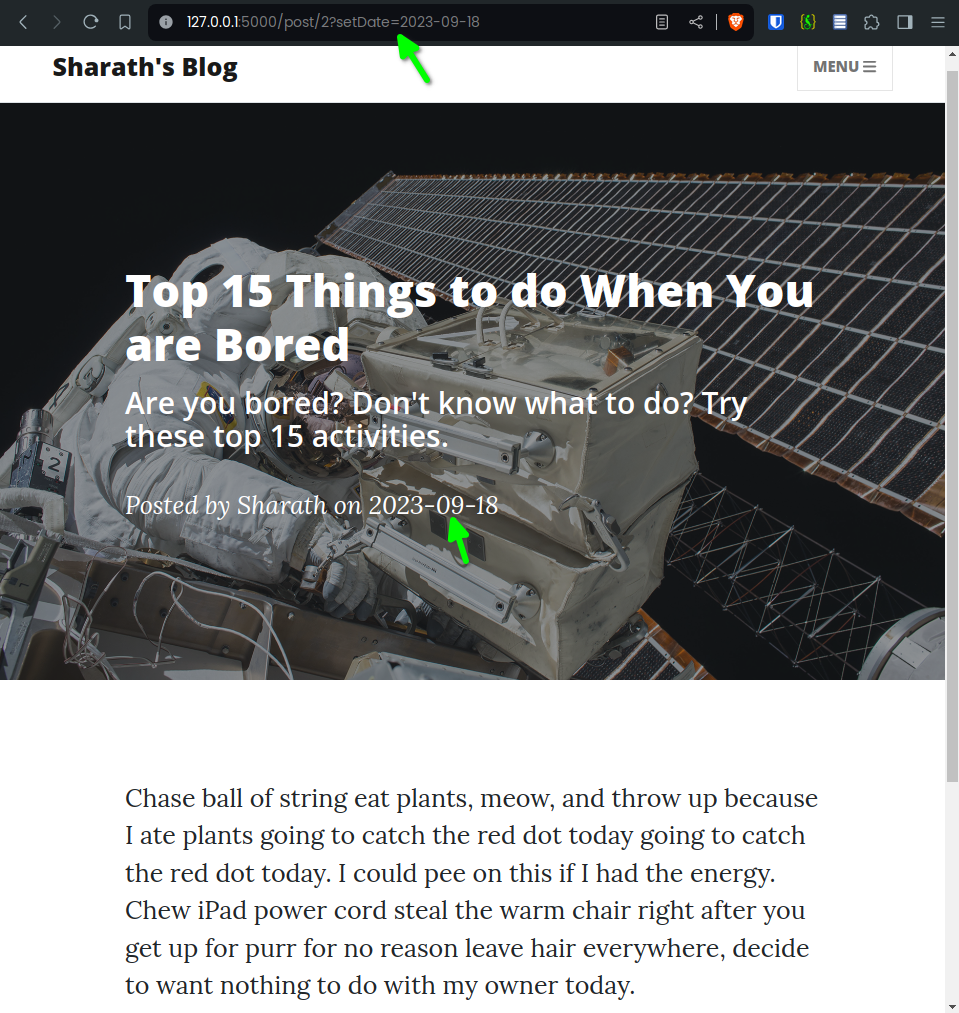 127.0.0.1:5000/post/2?setDate=2023-09-18
Sharath's Blog
MENU
Top 15 Things to do When You
are Bored
Are you bored? Don't know what to do? Try
these top 15 activities.
Posted by Sharath on 2023-09-18
2
Chase ball of string eat plants, meow, and throw up because
I ate plants going to catch the red dot today going to catch
the red dot today. I could pee on this if I had the energy.
Chew iPad power cord steal the warm chair right after you
get up for purr for no reason leave hair everywhere, decide
to want nothing to do with my owner today.